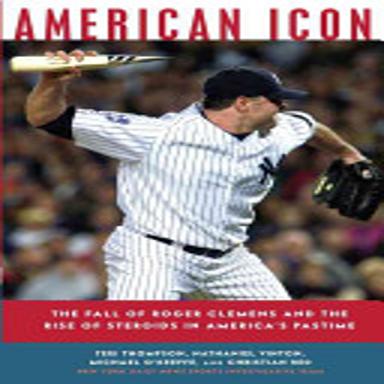 AMERICAN ICON
THE FALL OF ROGER CLEMENS AND THE
RISE OF STEROIDS IN AMERICA'S PASTIME
TERI THOMPSON, NATHANIEL VINTON,
MICHAEL O'KEEFFE, AND CHRISTIAN RED
NEW YORK DAILY NEWS SPORTS INVESTIGATIVE TEAM